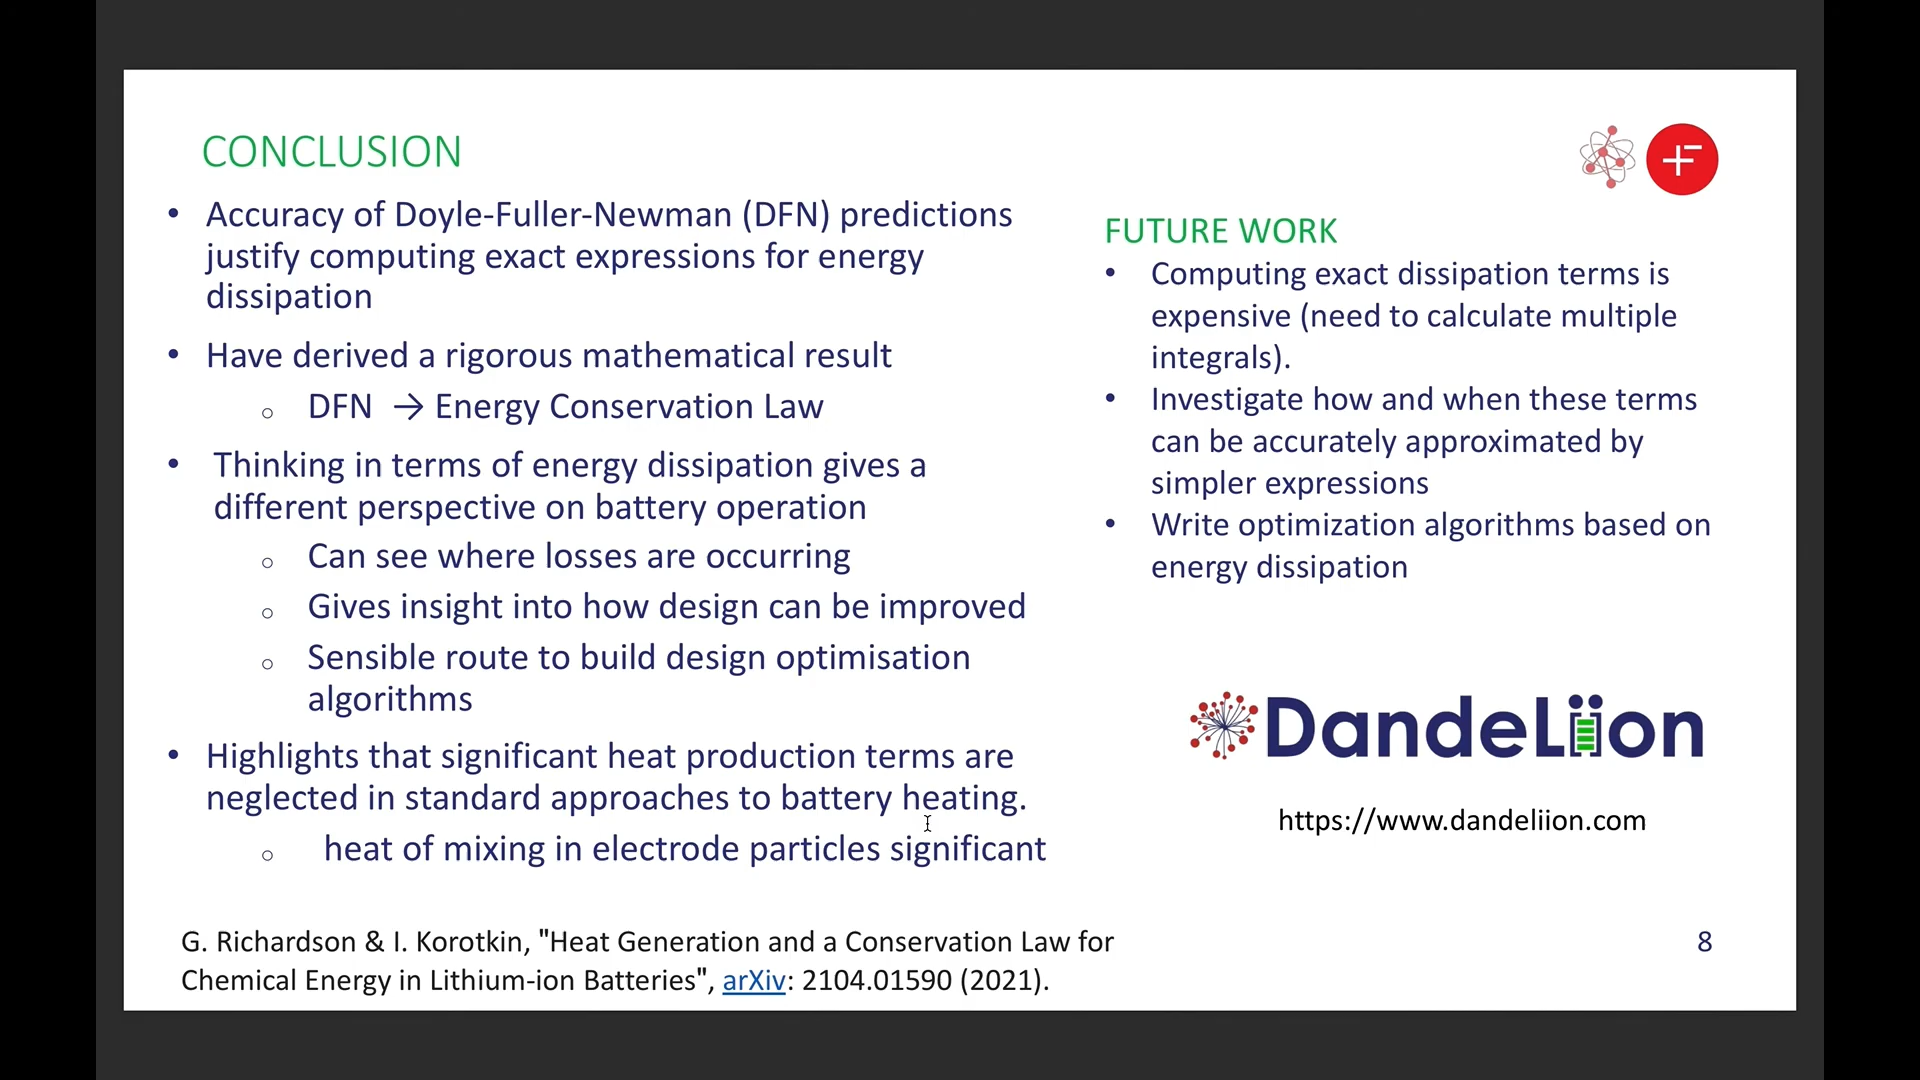 CONCLUSION
• Accuracy of Doyle-Fuller-Newman (DFN) predictions
justify computing exact expressions for energy
dissipation
• Have derived a rigorous mathematical result
○ DFN → Energy Conservation Law
• Thinking in terms of energy dissipation gives a
different perspective on battery operation
○ Can see where losses are occurring
○ Gives insight into how design can be improved
○ Sensible route to build design optimisation
algorithms
• Highlights that significant heat production terms are
neglected in standard approaches to battery heating.
○ heat of mixing in electrode particles significant
FUTURE WORK
• Computing exact dissipation terms is
expensive (need to calculate multiple
integrals).
• Investigate how and when these terms
can be accurately approximated by
simpler expressions
• Write optimization algorithms based on
energy dissipation
DandeLiion
https://www.dandeliion.com
G. Richardson & I. Korotkin, "Heat Generation and a Conservation Law for
Chemical Energy in Lithium-ion Batteries", arXiv: 2104.01590 (2021).
8